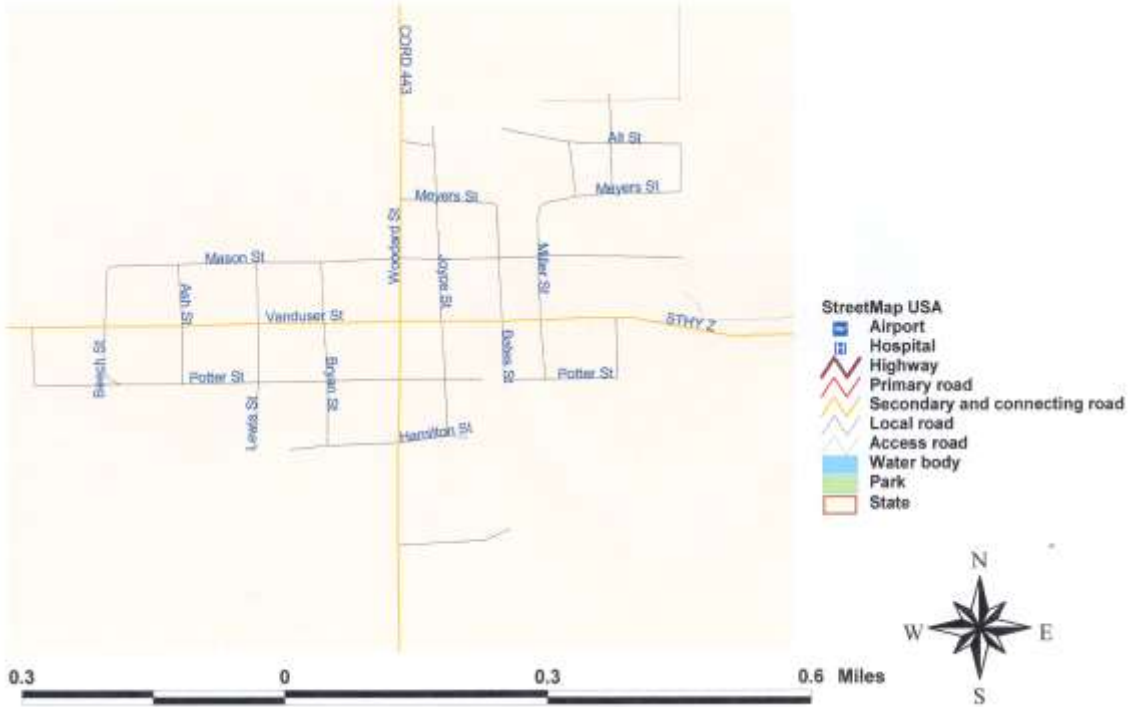 CORD 443
Alt St
Meyers St
Meyers St
Woodard St
Mason St
Joyce St.
Miller St
Ash St
Vanduser St
STHY Z
Beech St
Potter St
Bryan St
Bates St
Potter St
Lewis St
Hamilton St
StreetMap USA
Airport
H Hospital
Highway
Primary road
Secondary and connecting road
Local road
Access road
Water body
Park
State
N
W E
S
0.3 0 0.3 0.6 Miles